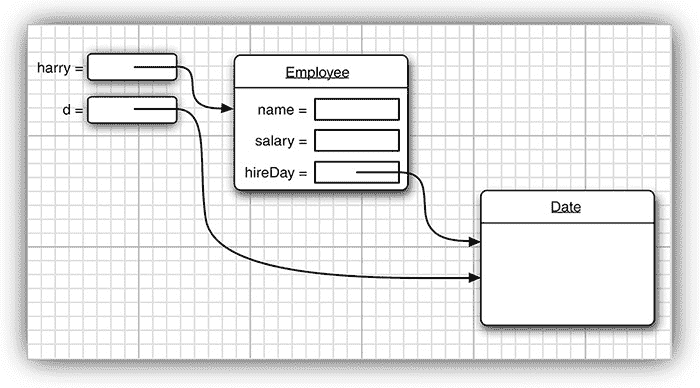 harry =
d =
Employee
name =
salary =
hireDay =
Date